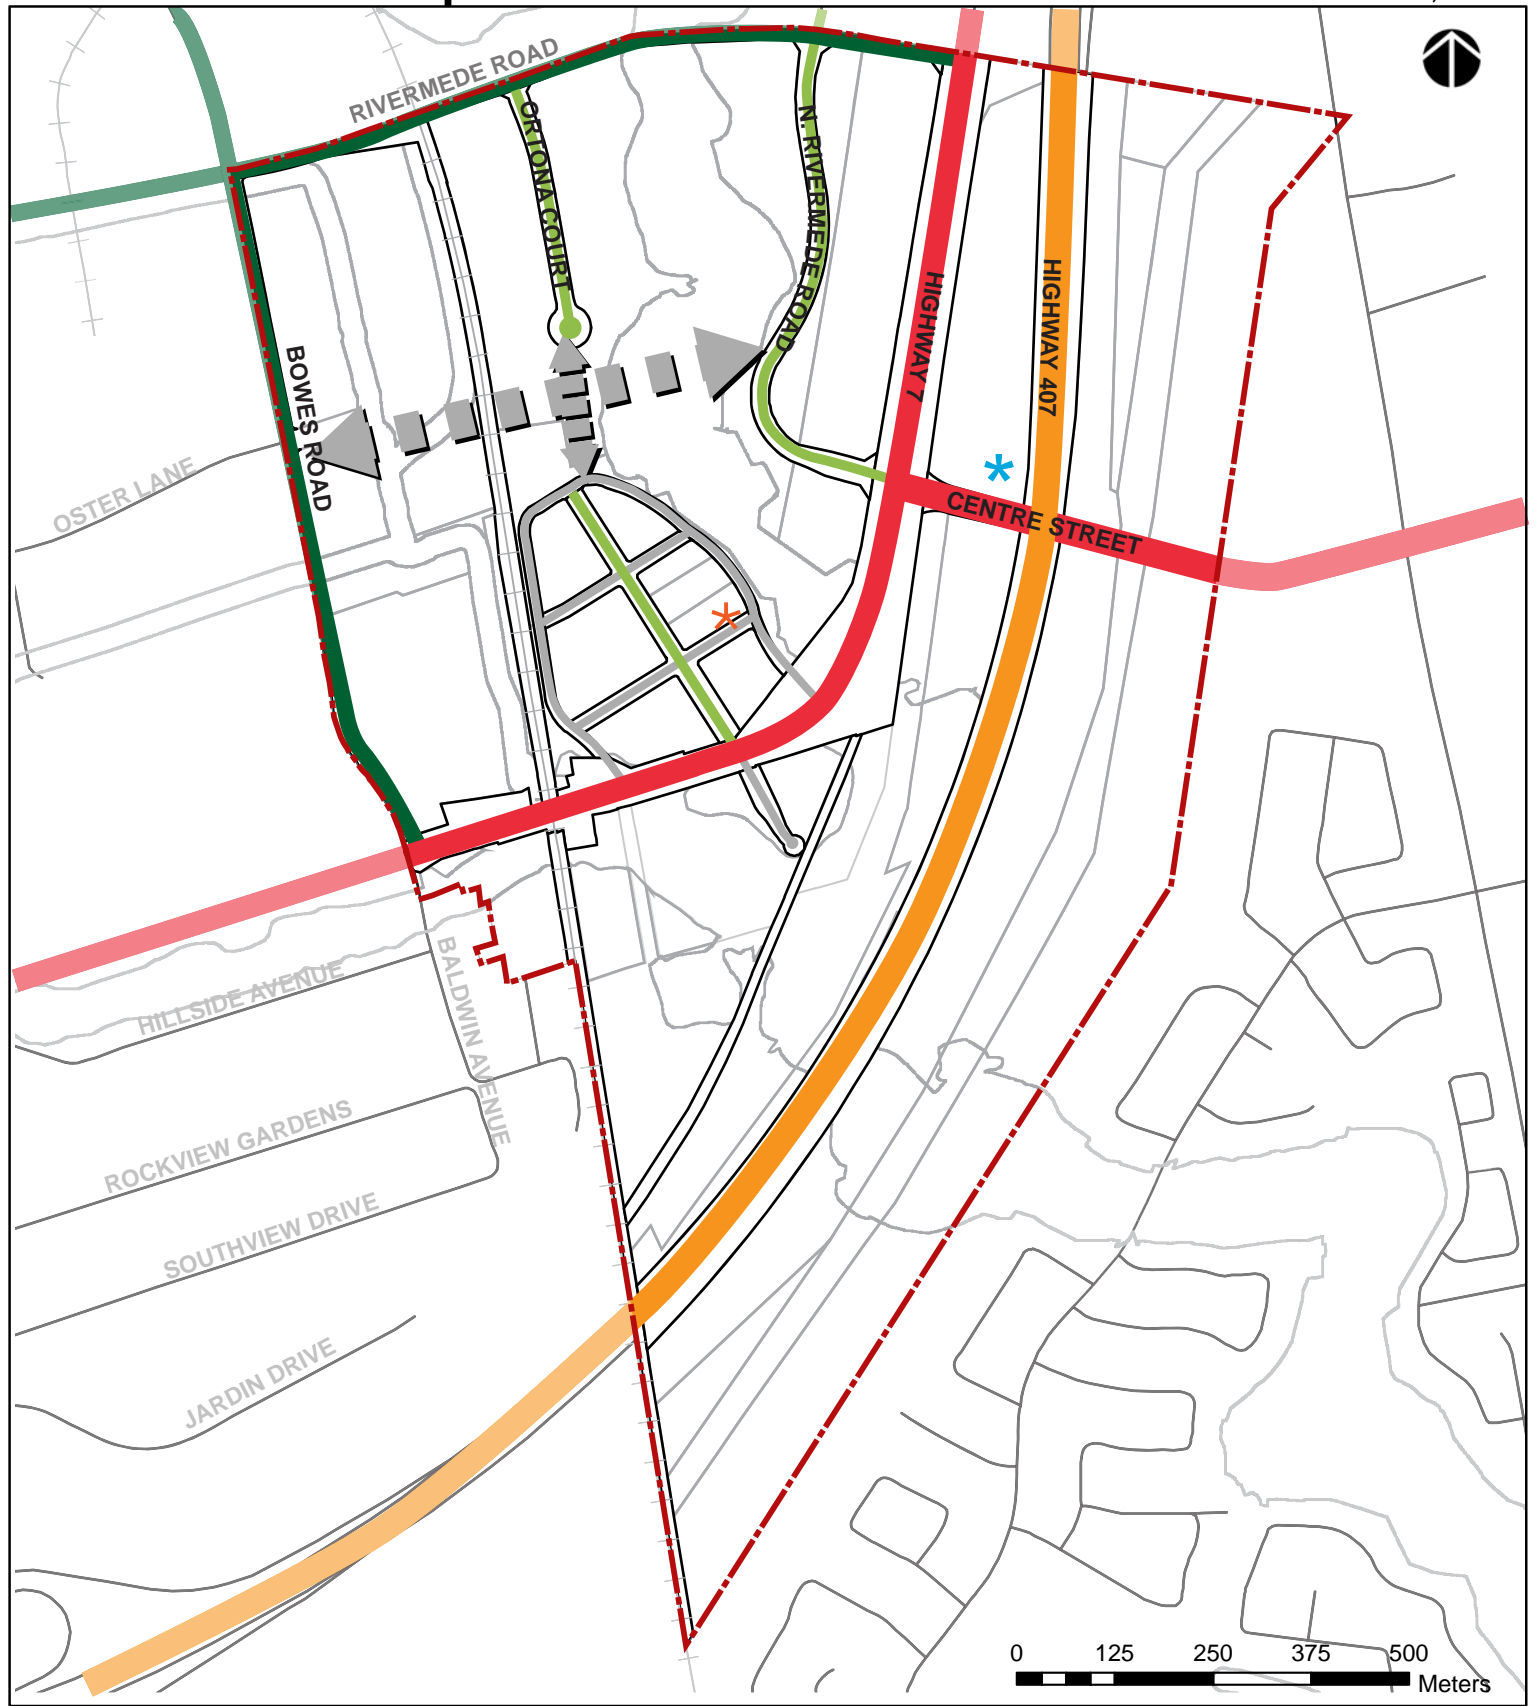 RIVERMEDE ROAD
ORTONA COURT
N. RIVERMEDE ROAD
HIGHWAY 7
HIGHWAY 407
BOWES ROAD
OSTER LANE
CENTRE STREET
HILLSIDE AVENUE
BALDWIN AVENUE
ROCKVIEW GARDENS
SOUTHVIEW DRIVE
JARDIN DRIVE
0 125 250 375 500
Meters